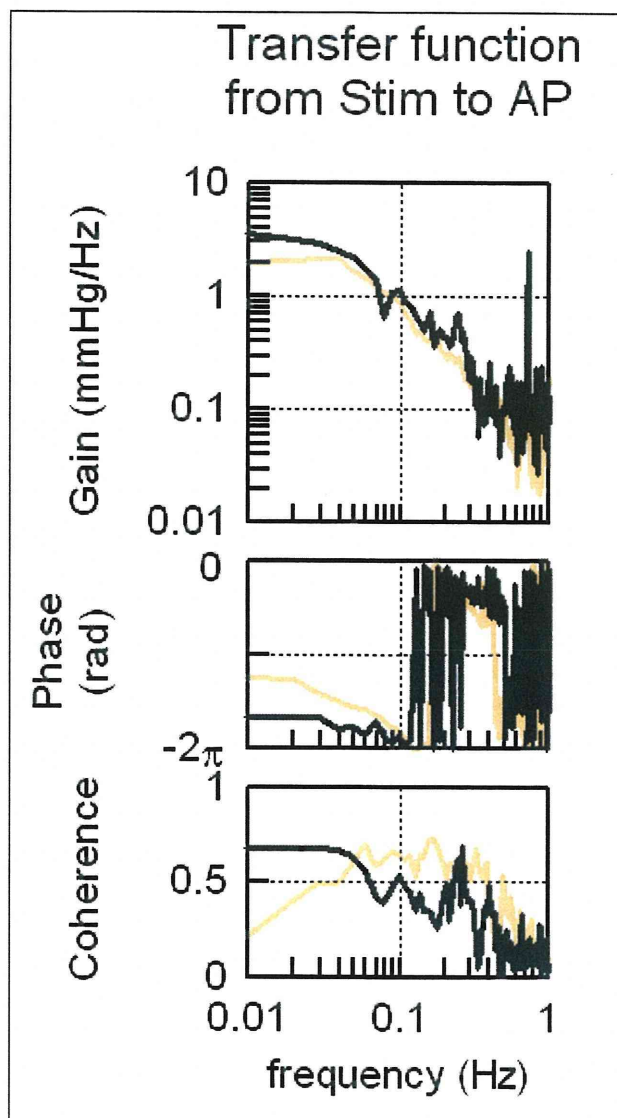 Transfer function
from Stim to AP
10
1
0.1
0.01
Gain (mmHg/Hz)
0
-2π
Phase
(rad)
1
0.5
0
Coherence
0.01
0.1
1
frequency (Hz)